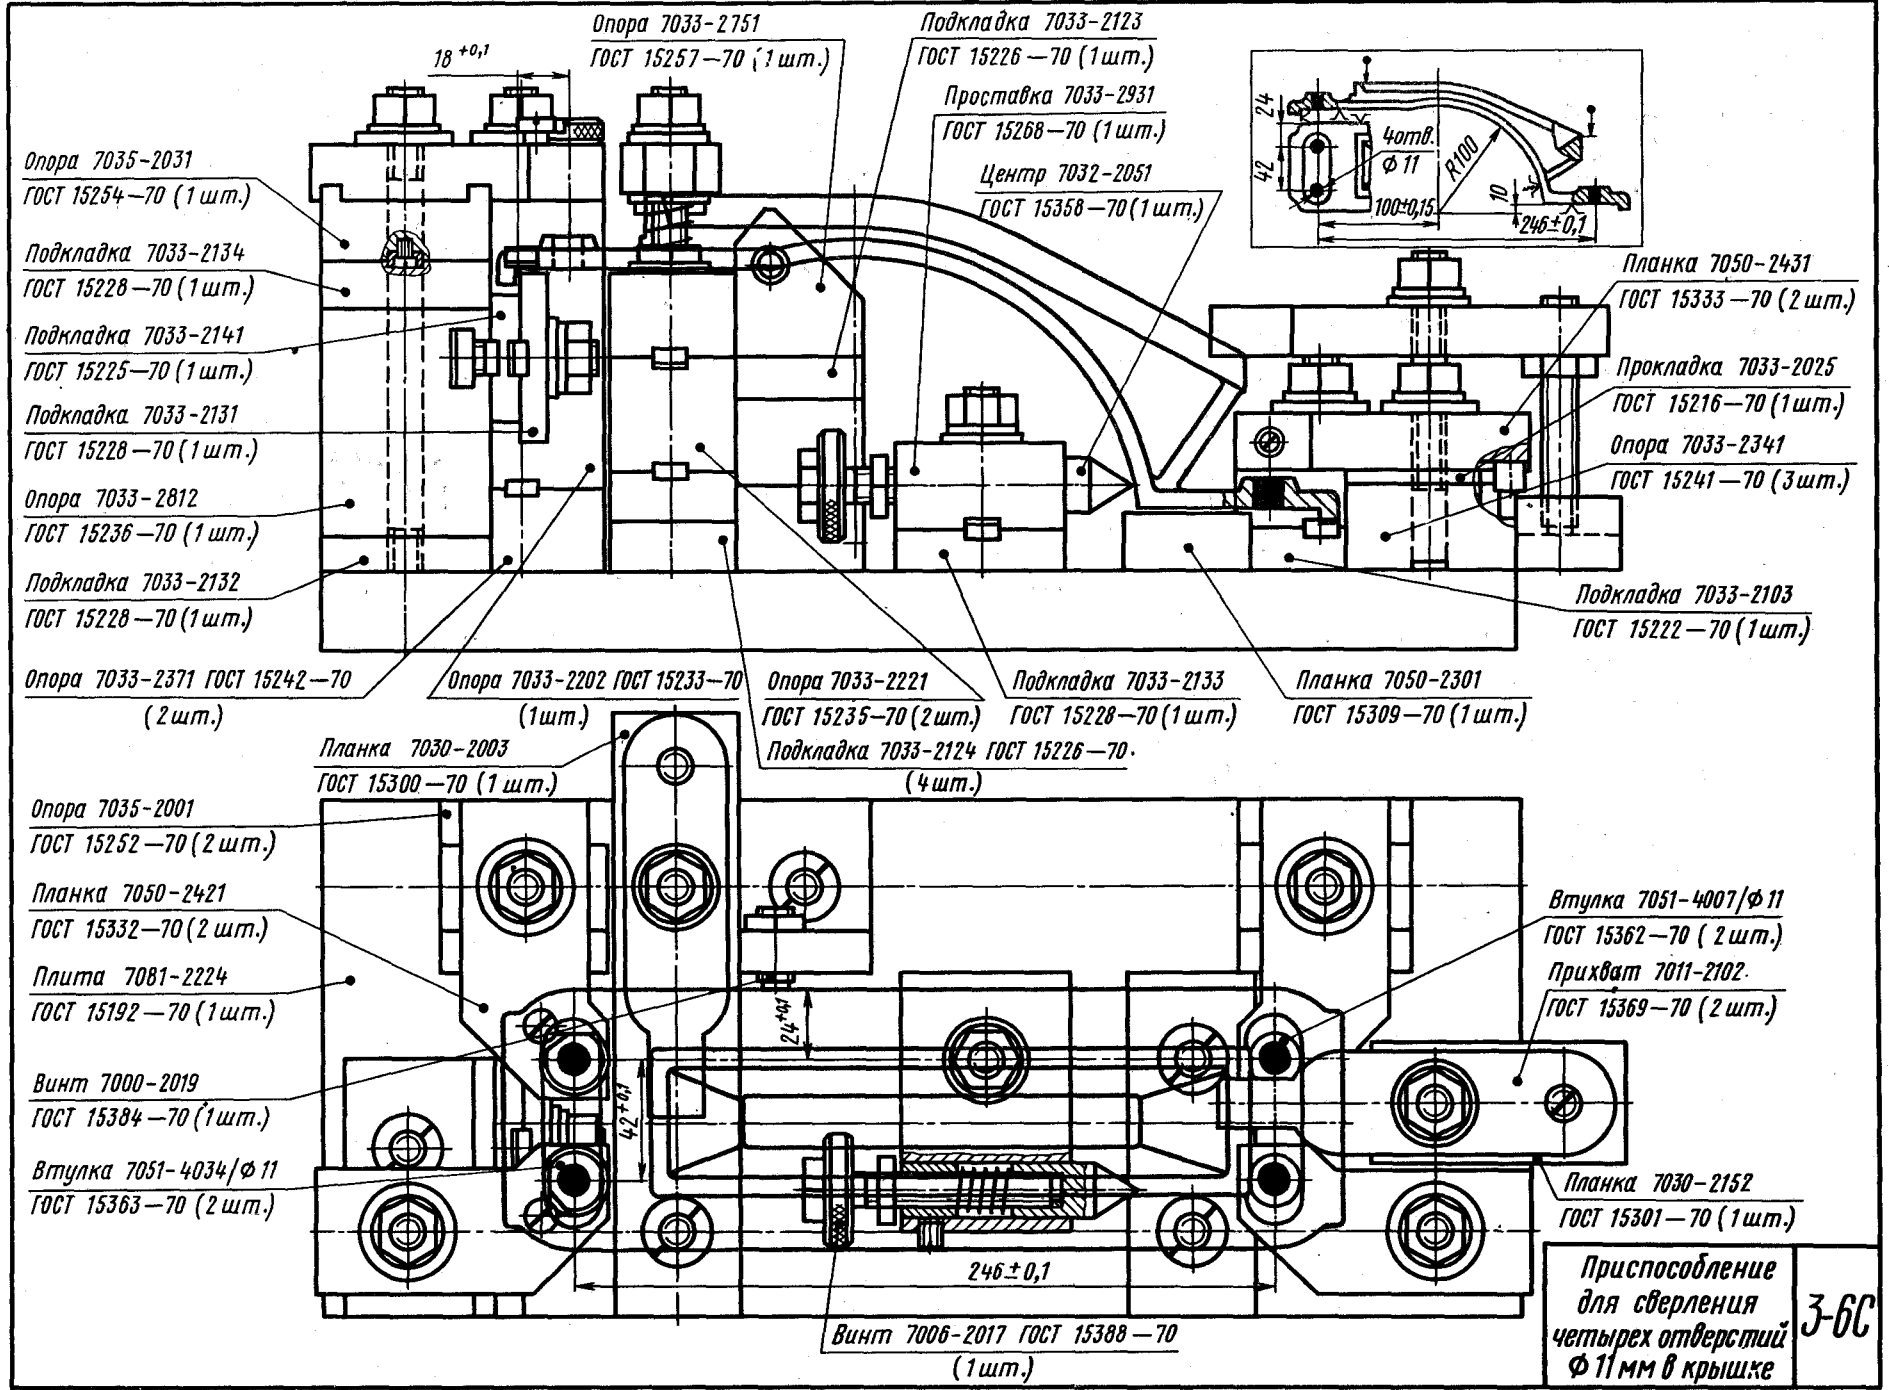 Опора 7033-2751
ГОСТ 15257-70 (1 шт.)
Подкладка 7033-2123
ГОСТ 15226-70 (1 шт.)
18 +0,1
Проставка 7033-2931
ГОСТ 15268-70 (1 шт.)
Центр 7032-2051
ГОСТ 15358-70 (1 шт.)
24
42
4 отв.
Ф 11
R100
10
100±0,15
246±0,1
Опора 7035-2031
ГОСТ 15254-70 (1 шт.)
Подкладка 7033-2134
ГОСТ 15228-70 (1 шт.)
Подкладка 7033-2141
ГОСТ 15225-70 (1 шт.)
Подкладка 7033-2131
ГОСТ 15228-70 (1 шт.)
Опора 7033-2812
ГОСТ 15236-70 (1 шт.)
Подкладка 7033-2132
ГОСТ 15228-70 (1 шт.)
Планка 7050-2431
ГОСТ 15333-70 (2 шт.)
Прокладка 7033-2025
ГОСТ 15216-70 (1 шт.)
Опора 7033-2341
ГОСТ 15241-70 (3 шт.)
Подкладка 7033-2103
ГОСТ 15222-70 (1 шт.)
Опора 7033-2371 ГОСТ 15242-70
(2 шт.)
Опора 7033-2202 ГОСТ 15233-70
(1 шт.)
Опора 7033-2221
ГОСТ 15235-70 (2 шт.)
Подкладка 7033-2133
ГОСТ 15228-70 (1 шт.)
Планка 7050-2301
ГОСТ 15309-70 (1 шт.)
Планка 7030-2003
ГОСТ 15300-70 (1 шт.)
Подкладка 7033-2124 ГОСТ 15226-70.
(4 шт.)
Опора 7035-2001
ГОСТ 15252-70 (2 шт.)
Планка 7050-2421
ГОСТ 15332-70 (2 шт.)
Плита 7081-2224
ГОСТ 15192-70 (1 шт.)
Винт 7000-2019
ГОСТ 15384-70 (1 шт.)
Втулка 7051-4034/Ф 11
ГОСТ 15363-70 (2 шт.)
24+0,1
42+0,1
246±0,1
Втулка 7051-4007/Ф 11
ГОСТ 15362-70 (2 шт.)
Прихват 7011-2102.
ГОСТ 15369-70 (2 шт.)
Планка 7030-2152
ГОСТ 15301-70 (1 шт.)
Винт 7006-2017 ГОСТ 15388-70
(1 шт.)
Приспособление
для сверления
четырех отверстий
Ф 11 мм в крышке
3-6С